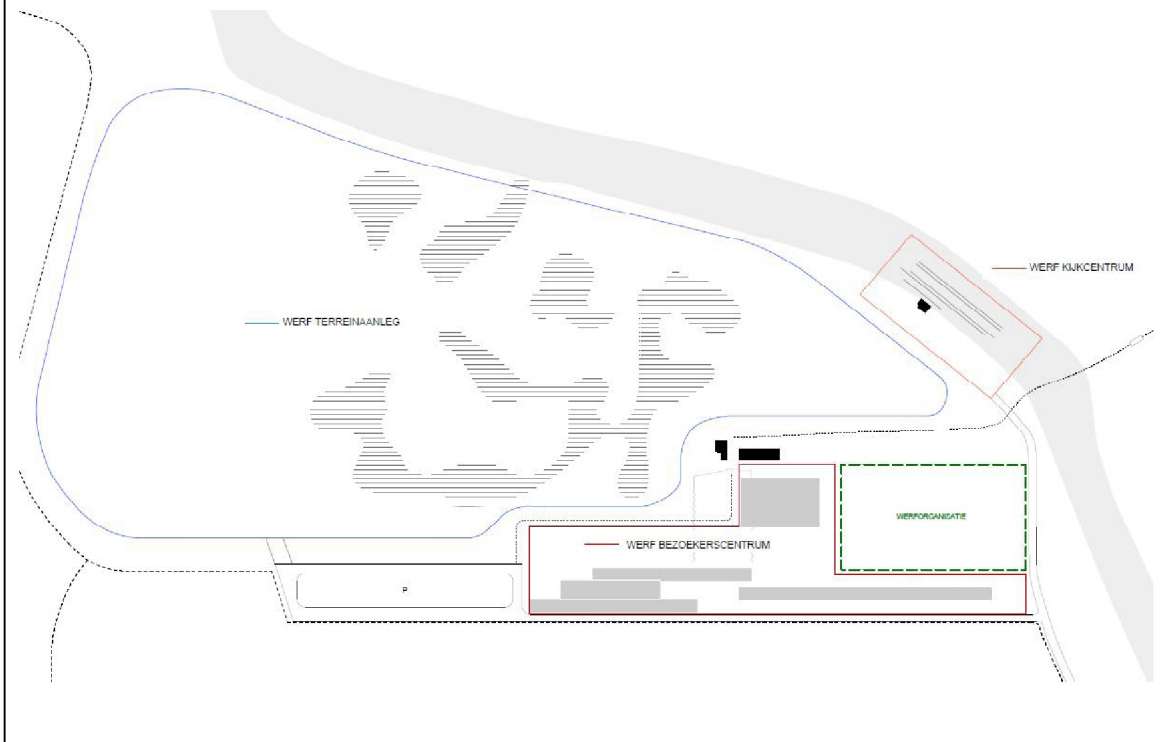 WERF KIJKCENTRUM
WERF TERREINAANLEG
WERFORGANISATIE
WERF BEZOEKERSCENTRUM
P